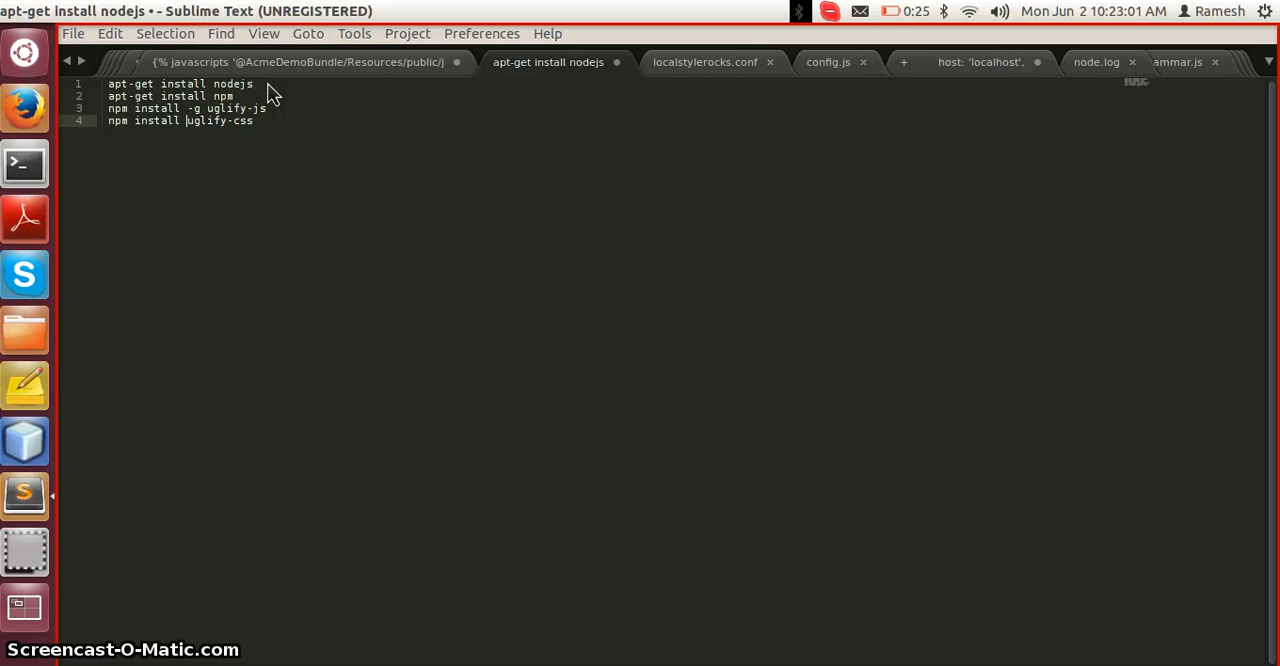 apt-get install nodejs • - Sublime Text (UNREGISTERED)
0:25
Mon Jun 2 10:23:01 AM
Ramesh
File Edit Selection Find View Goto Tools Project Preferences Help
{% javascripts '@AcmeDemoBundle/Resources/public/j
apt-get install nodejs
localstylerocks.conf
config.js
+ host: 'localhost',
node.log
ammar.js
1 apt-get install nodejs
2 apt-get install npm
3 npm install -g uglify-js
4 npm install uglify-css
Screencast-O-Matic.com